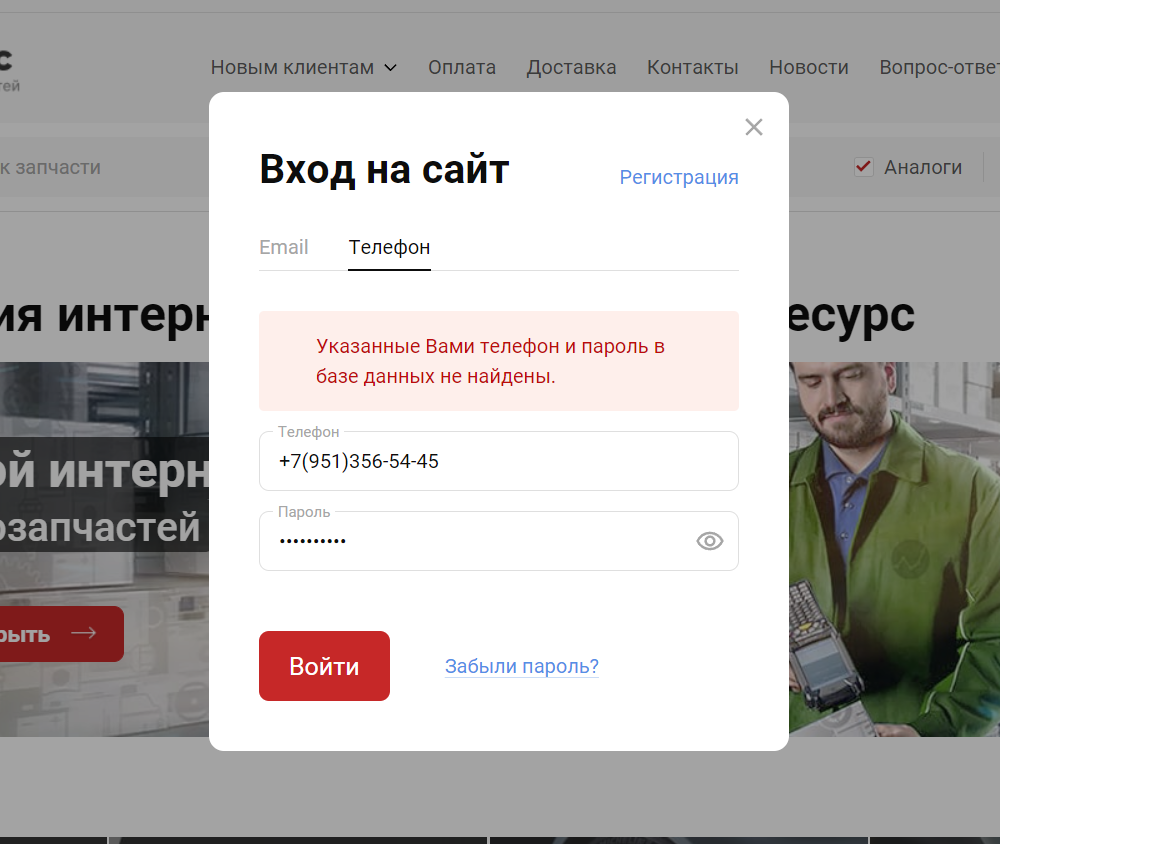 с
тей
Новым клиентам Оплата Доставка Контакты Новости Вопрос-ответ
к запчасти
Аналоги
Вход на сайт
Регистрация
Email Телефон
ия интерн
есурс
Указанные Вами телефон и пароль в
базе данных не найдены.
Телефон
+7(951)356-54-45
ой интерн
Пароль
••••••••••
озапчастей
рыть
Войти
Забыли пароль?